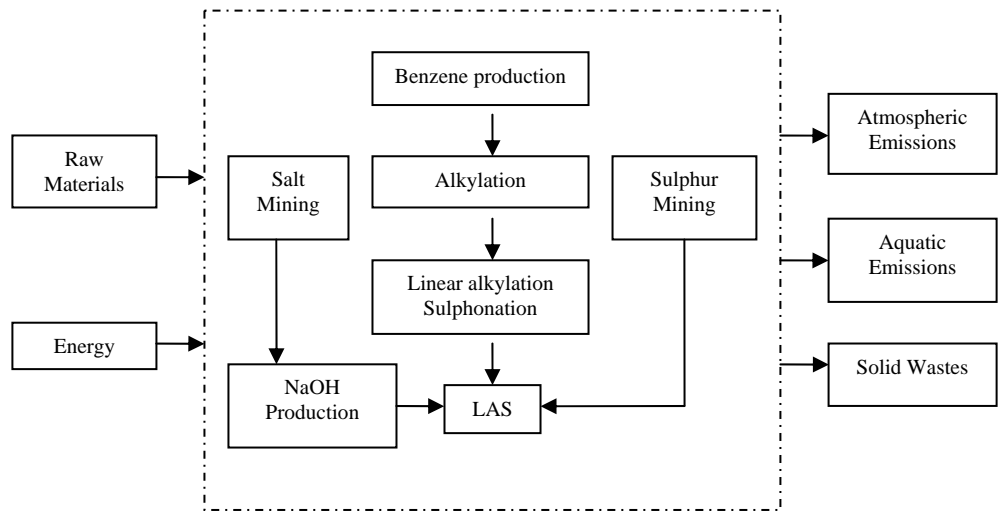 Benzene production
Atmospheric
Emissions
Raw
Materials
Salt
Mining
Alkylation
Sulphur
Mining
Aquatic
Emissions
Linear alkylation
Sulphonation
Energy
NaOH
Production
LAS
Solid Wastes